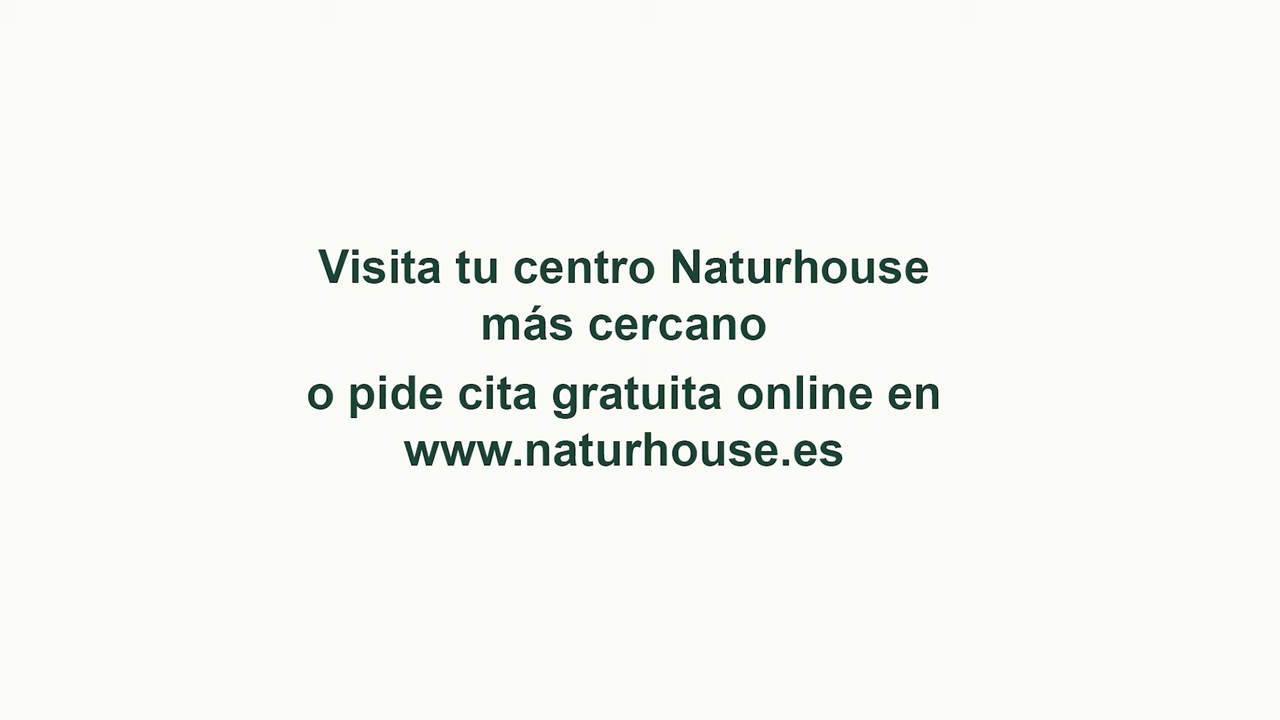 Visita tu centro Naturhouse
más cercano
o pide cita gratuita online en
www.naturhouse.es